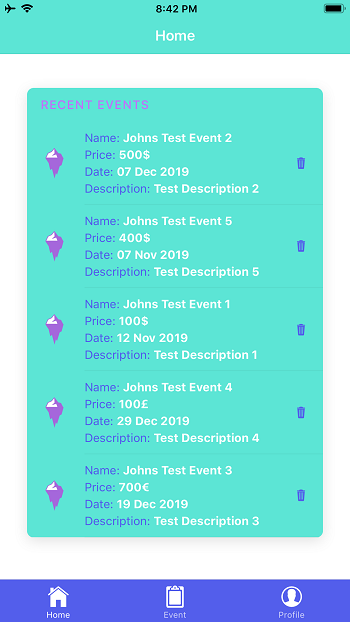 8:42 PM
Home
RECENT EVENTS
Name: Johns Test Event 2
Price: 500$
Date: 07 Dec 2019
Description: Test Description 2
Name: Johns Test Event 5
Price: 400$
Date: 07 Nov 2019
Description: Test Description 5
Name: Johns Test Event 1
Price: 100$
Date: 12 Nov 2019
Description: Test Description 1
Name: Johns Test Event 4
Price: 100£
Date: 29 Dec 2019
Description: Test Description 4
Name: Johns Test Event 3
Price: 700€
Date: 19 Dec 2019
Description: Test Description 3
Home Event Profile